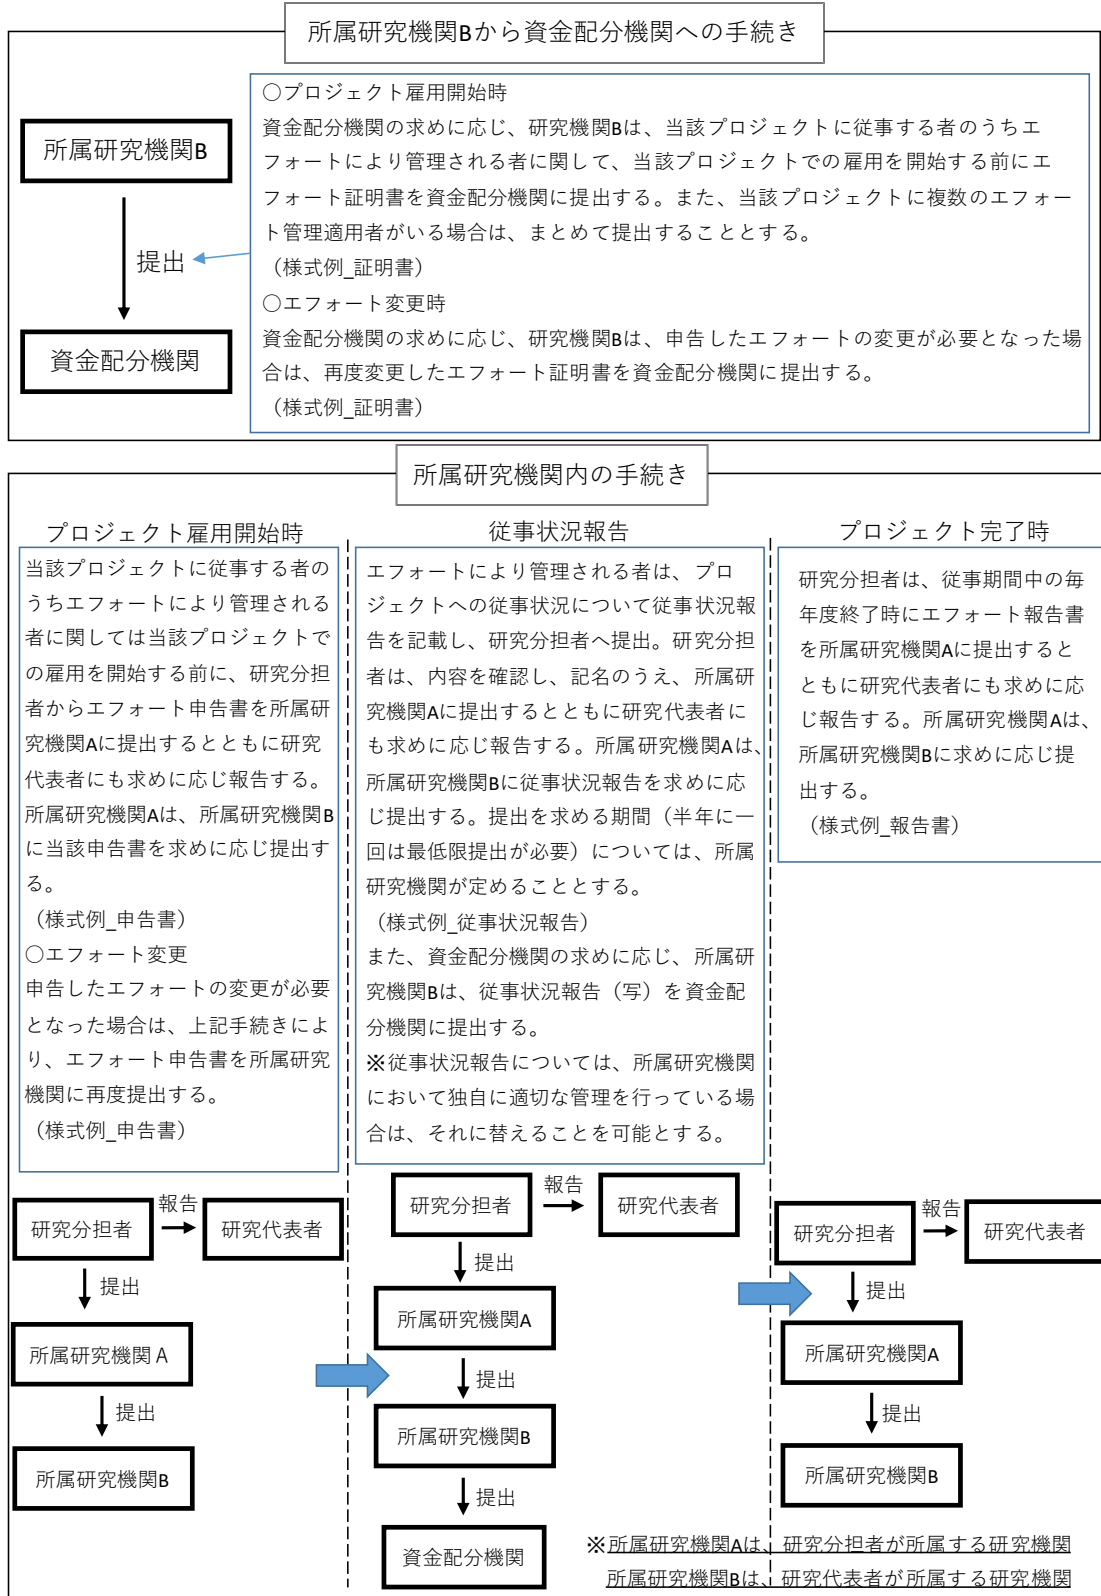 所属研究機関Bから資金配分機関への手続き
所属研究機関B
提出
資金配分機関
○プロジェクト雇用開始時
資金配分機関の求めに応じ、研究機関Bは、当該プロジェクトに従事する者のうちエ
フォートにより管理される者に関して、当該プロジェクトでの雇用を開始する前にエ
フォート証明書を資金配分機関に提出する。また、当該プロジェクトに複数のエフォー
ト管理適用者がいる場合は、まとめて提出することとする。
（様式例_証明書）
○エフォート変更時
資金配分機関の求めに応じ、研究機関Bは、申告したエフォートの変更が必要となった場
合は、再度変更したエフォート証明書を資金配分機関に提出する。
（様式例_証明書）
所属研究機関内の手続き
プロジェクト雇用開始時
当該プロジェクトに従事する者の
うちエフォートにより管理される
者に関しては当該プロジェクトで
の雇用を開始する前に、研究分担
者からエフォート申告書を所属研
究機関Aに提出するとともに研究
代表者にも求めに応じ報告する。
所属研究機関Aは、所属研究機関B
に当該申告書を求めに応じ提出す
る。
（様式例_申告書）
○エフォート変更
申告したエフォートの変更が必要
となった場合は、上記手続きによ
り、エフォート申告書を所属研究
機関に再度提出する。
（様式例_申告書）
研究分担者
報告
研究代表者
提出
所属研究機関Ａ
提出
所属研究機関B
従事状況報告
エフォートにより管理される者は、プロ
ジェクトへの従事状況について従事状況報
告を記載し、研究分担者へ提出。研究分担
者は、内容を確認し、記名のうえ、所属研
究機関Aに提出するとともに研究代表者に
も求めに応じ報告する。所属研究機関Aは、
所属研究機関Bに従事状況報告を求めに応
じ提出する。提出を求める期間（半年に一
回は最低限提出が必要）については、所属
研究機関が定めることとする。
（様式例_従事状況報告）
また、資金配分機関の求めに応じ、所属研
究機関Bは、従事状況報告（写）を資金配
分機関に提出する。
※従事状況報告については、所属研究機関
において独自に適切な管理を行っている場
合は、それに替えることを可能とする。
研究分担者
報告
研究代表者
提出
所属研究機関A
提出
所属研究機関B
提出
資金配分機関
プロジェクト完了時
研究分担者は、従事期間中の毎
年度終了時にエフォート報告書
を所属研究機関Aに提出すると
ともに研究代表者にも求めに応
じ報告する。所属研究機関Aは、
所属研究機関Bに求めに応じ提
出する。
（様式例_報告書）
研究分担者
報告
研究代表者
提出
所属研究機関A
提出
所属研究機関B
※所属研究機関Aは、研究分担者が所属する研究機関
所属研究機関Bは、研究代表者が所属する研究機関